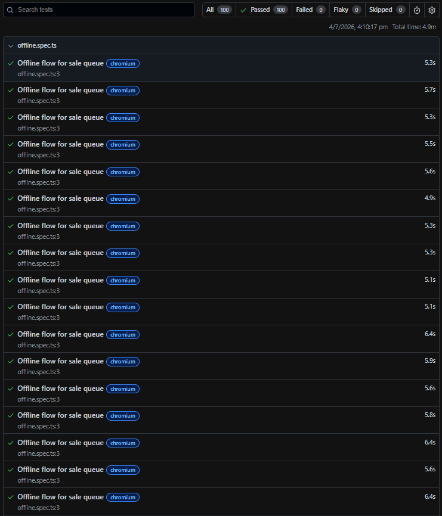 Search tests
All 100 Passed 100 Failed 0 Flaky 0 Skipped 0
4/7/2026, 4:10:17 pm Total time: 4.9m
offline.spec.ts
Offline flow for sale queue chromium 5.3s
offline.spec.ts:3
Offline flow for sale queue chromium 5.7s
offline.spec.ts:3
Offline flow for sale queue chromium 5.3s
offline.spec.ts:3
Offline flow for sale queue chromium 5.5s
offline.spec.ts:3
Offline flow for sale queue chromium 5.6s
offline.spec.ts:3
Offline flow for sale queue chromium 4.9s
offline.spec.ts:3
Offline flow for sale queue chromium 5.3s
offline.spec.ts:3
Offline flow for sale queue chromium 5.3s
offline.spec.ts:3
Offline flow for sale queue chromium 5.1s
offline.spec.ts:3
Offline flow for sale queue chromium 5.1s
offline.spec.ts:3
Offline flow for sale queue chromium 6.4s
offline.spec.ts:3
Offline flow for sale queue chromium 5.9s
offline.spec.ts:3
Offline flow for sale queue chromium 5.6s
offline.spec.ts:3
Offline flow for sale queue chromium 5.8s
offline.spec.ts:3
Offline flow for sale queue chromium 6.4s
offline.spec.ts:3
Offline flow for sale queue chromium 5.6s
offline.spec.ts:3
Offline flow for sale queue chromium 6.4s
offline.spec.ts:3